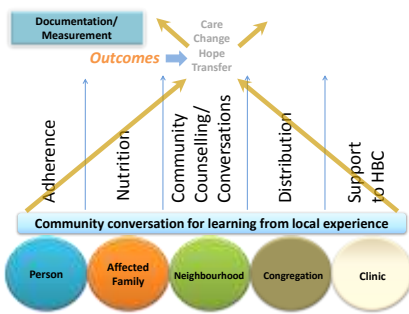 Documentation/
Measurement
Care
Change
Hope
Transfer
Outcomes
Adherence
Nutrition
Community
Counselling/
Conversations
Distribution
Support
to HBC
Community conversation for learning from local experience
Person
Affected
Family
Neighbourhood
Congregation
Clinic